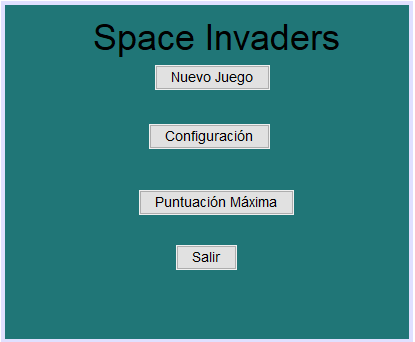 Space Invaders
Nuevo Juego
Configuración
Puntuación Máxima
Salir